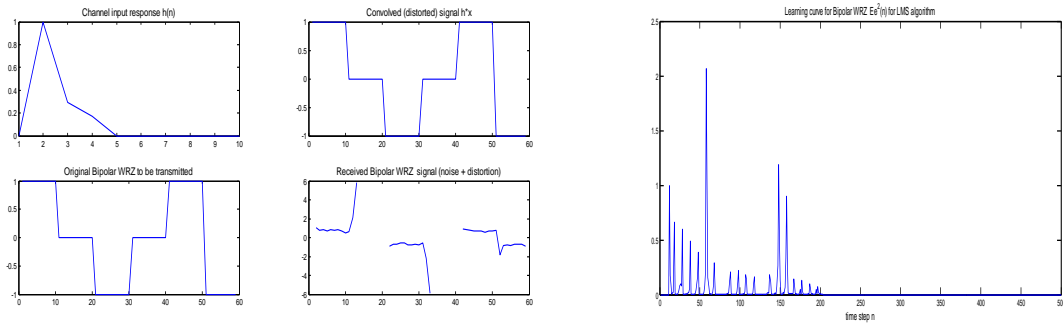 Channel input response h(n)
1
0.8
0.6
0.4
0.2
0
1 2 3 4 5 6 7 8 9 10
Convolved (distorted) signal h*x
1
0.5
0
-0.5
-1
0 10 20 30 40 50 60
Original Bipolar WRZ to be transmitted
1
0.5
0
-0.5
-1
0 10 20 30 40 50 60
Received Bipolar WRZ signal (noise + distortion)
6
4
2
0
-2
-4
-6
0 10 20 30 40 50 60
Learning curve for Bipolar WRZ Ee²(n) for LMS algorithm
2.5
2
1.5
1
0.5
0
0 50 100 150 200 250 300 350 400 450 500
time step n